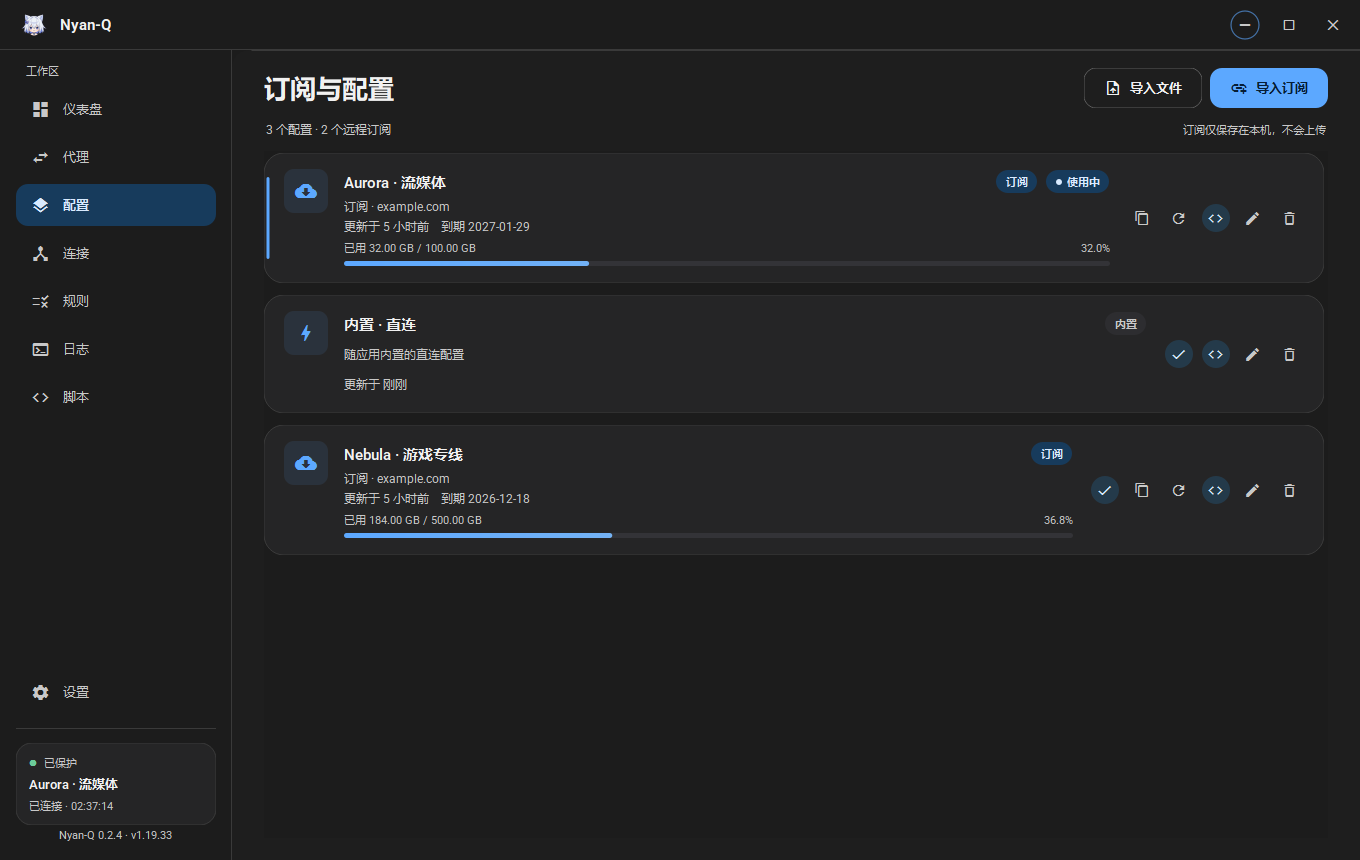 Nyan-Q
工作区
仪表盘
代理
配置
连接
规则
日志
脚本
设置
已保护
Aurora · 流媒体
已连接 · 02:37:14
Nyan-Q 0.2.4 · v1.19.33
订阅与配置
导入文件
导入订阅
3 个配置 · 2 个远程订阅
订阅仅保存在本机，不会上传
Aurora · 流媒体
订阅
使用中
订阅 · example.com
更新于 5 小时前 到期 2027-01-29
已用 32.00 GB / 100.00 GB
32.0%
内置 · 直连
内置
随应用内置的直连配置
更新于 刚刚
Nebula · 游戏专线
订阅
订阅 · example.com
更新于 5 小时前 到期 2026-12-18
已用 184.00 GB / 500.00 GB
36.8%